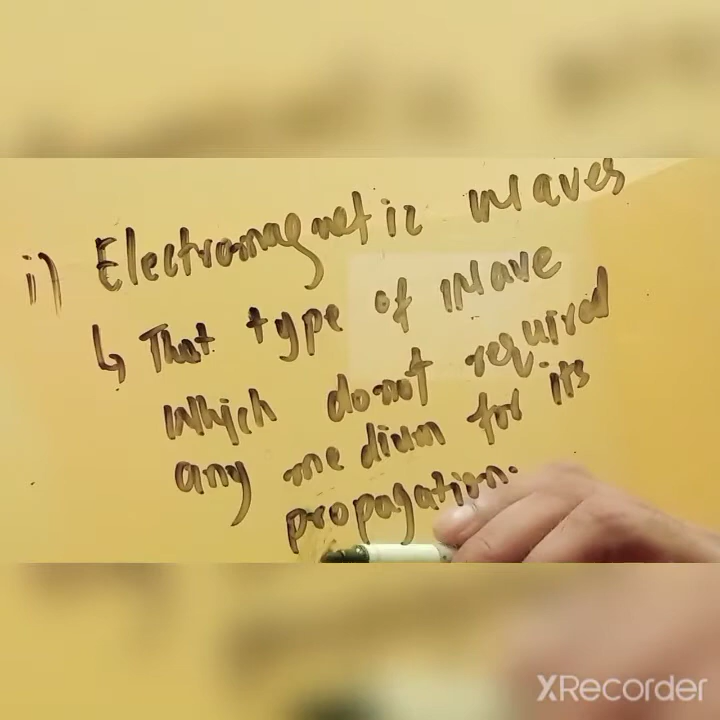 i) Electromagnetic waves
↳ That type of wave
which donot required
any medium for its
propagation.
XRecorder